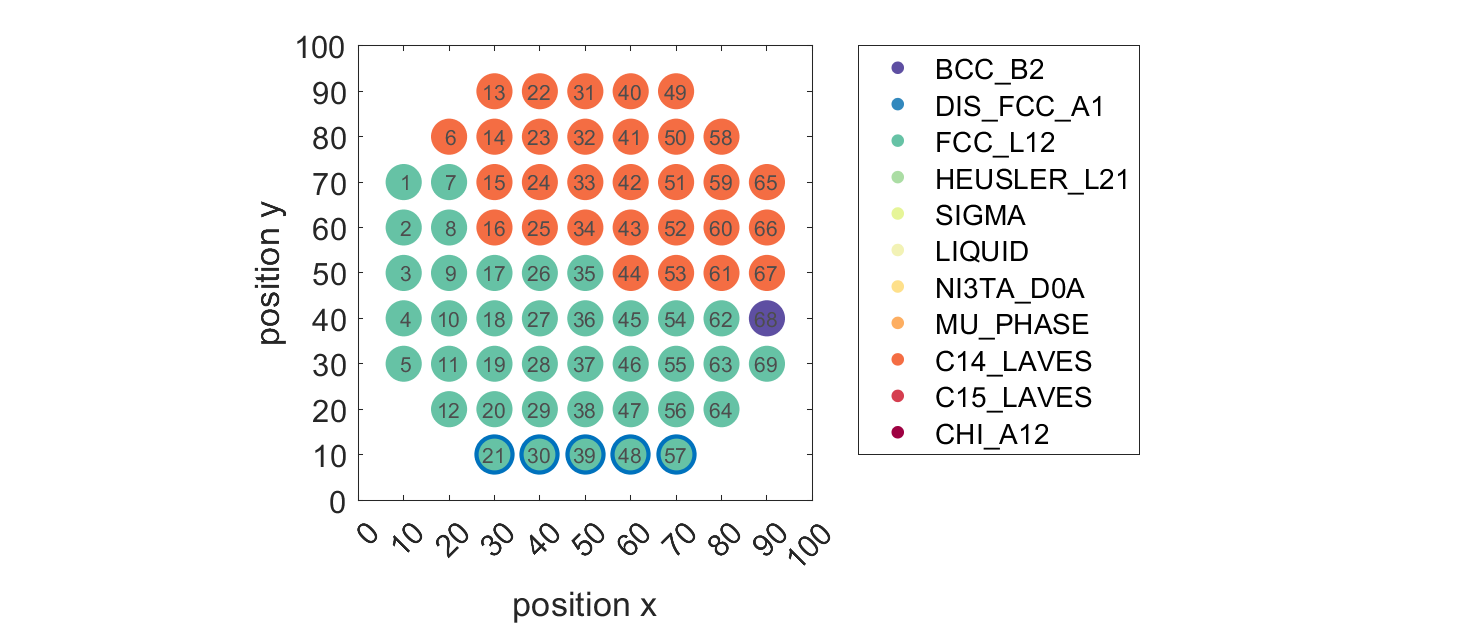 100
90
80
70
60
50
40
30
20
10
0
position y
13 22 31 40 49
6 14 23 32 41 50 58
1 7 15 24 33 42 51 59 65
2 8 16 25 34 43 52 60 66
3 9 17 26 35 44 53 61 67
4 10 18 27 36 45 54 62 68
5 11 19 28 37 46 55 63 69
12 20 29 38 47 56 64
21 30 39 48 57
0 10 20 30 40 50 60 70 80 90 100
position x
BCC_B2
DIS_FCC_A1
FCC_L12
HEUSLER_L21
SIGMA
LIQUID
NI3TA_D0A
MU_PHASE
C14_LAVES
C15_LAVES
CHI_A12